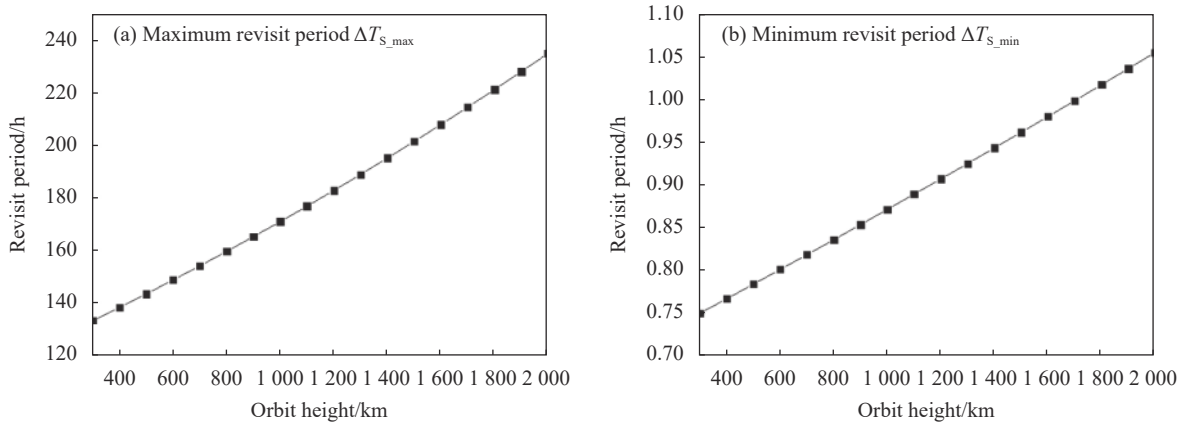 (a) Maximum revisit period ΔT_S_max
240
220
200
180
160
140
120
Revisit period/h
400 600 800 1 000 1 200 1 400 1 600 1 800 2 000
Orbit height/km
(b) Minimum revisit period ΔT_S_min
1.10
1.05
1.00
0.95
0.90
0.85
0.80
0.75
0.70
Revisit period/h
400 600 800 1 000 1 200 1 400 1 600 1 800 2 000
Orbit height/km